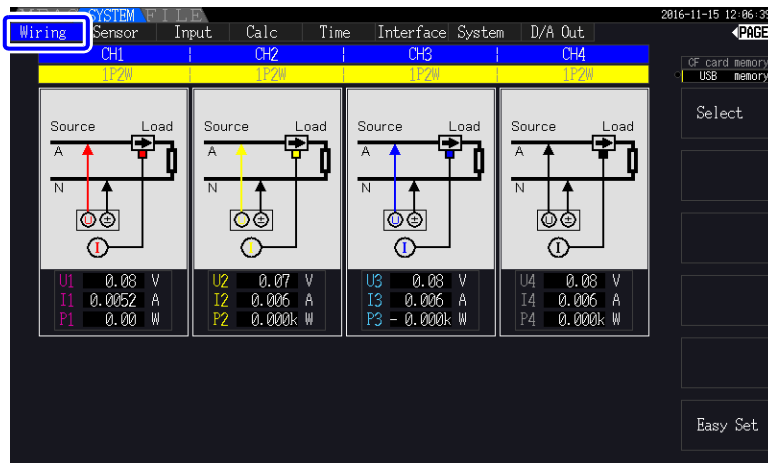 MEAS SYSTEM FILE 2016-11-15 12:06:39
Wiring Sensor Input Calc Time Interface System D/A Out PAGE
CH1 CH2 CH3 CH4
1P2W 1P2W 1P2W 1P2W
CF card memory
USB memory
Select
Source Load Source Load Source Load Source Load
A A A A
N N N N
U ± U ± U ± U ±
I I I I
U1 0.08 V U2 0.07 V U3 0.08 V U4 0.08 V
I1 0.0052 A I2 0.006 A I3 0.006 A I4 0.006 A
P1 0.00 W P2 0.000k W P3 - 0.000k W P4 0.000k W
Easy Set